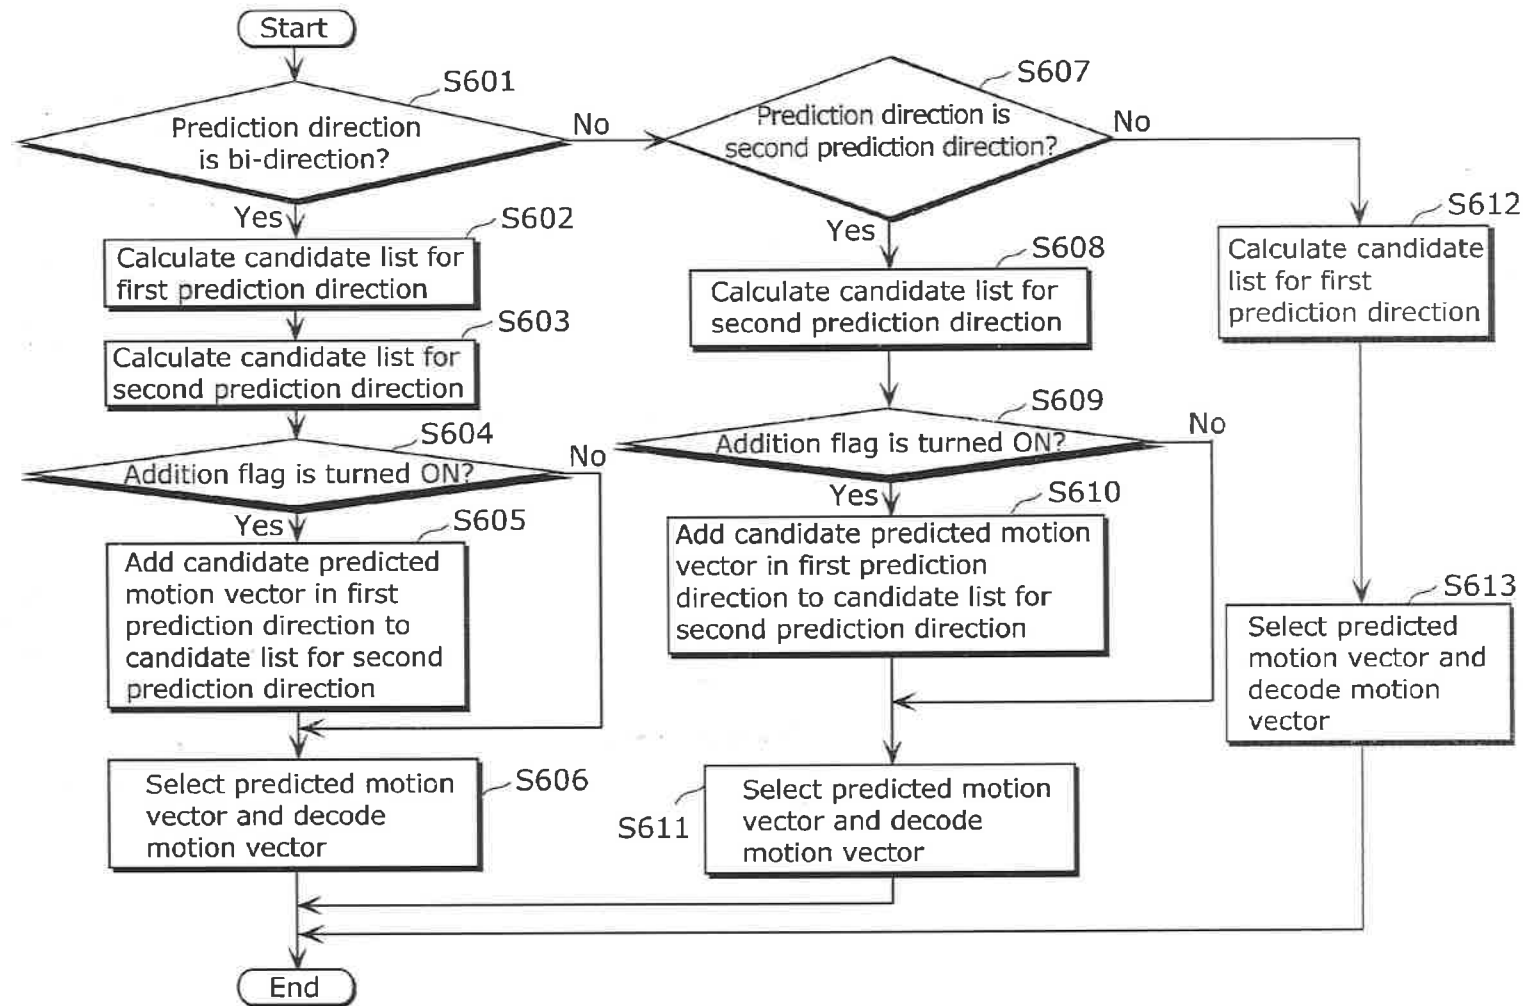 Start
S601
Prediction direction
is bi-direction?
No
Yes
S602
Calculate candidate list for
first prediction direction
S603
Calculate candidate list for
second prediction direction
S604
Addition flag is turned ON?
No
Yes
S605
Add candidate predicted
motion vector in first
prediction direction to
candidate list for second
prediction direction
S606
Select predicted motion
vector and decode
motion vector
S607
Prediction direction is
second prediction direction?
No
Yes
S608
Calculate candidate list for
second prediction direction
S609
Addition flag is turned ON?
No
Yes
S610
Add candidate predicted motion
vector in first prediction
direction to candidate list for
second prediction direction
S611
Select predicted motion
vector and decode
motion vector
S612
Calculate candidate
list for first
prediction direction
S613
Select predicted
motion vector and
decode motion
vector
End